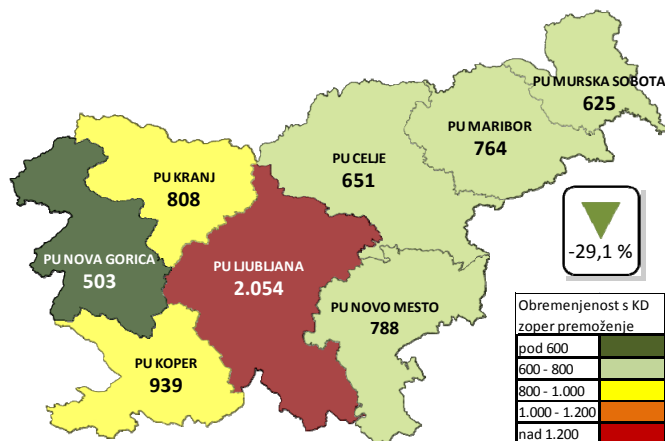 PU MURSKA SOBOTA
625
PU MARIBOR
764
PU CELJE
651
PU KRANJ
808
PU NOVA GORICA
503
PU LJUBLJANA
2.054
PU NOVO MESTO
788
PU KOPER
939
-29,1 %
Obremenjenost s KD
zoper premoženje
pod 600
600 - 800
800 - 1.000
1.000 - 1.200
nad 1.200